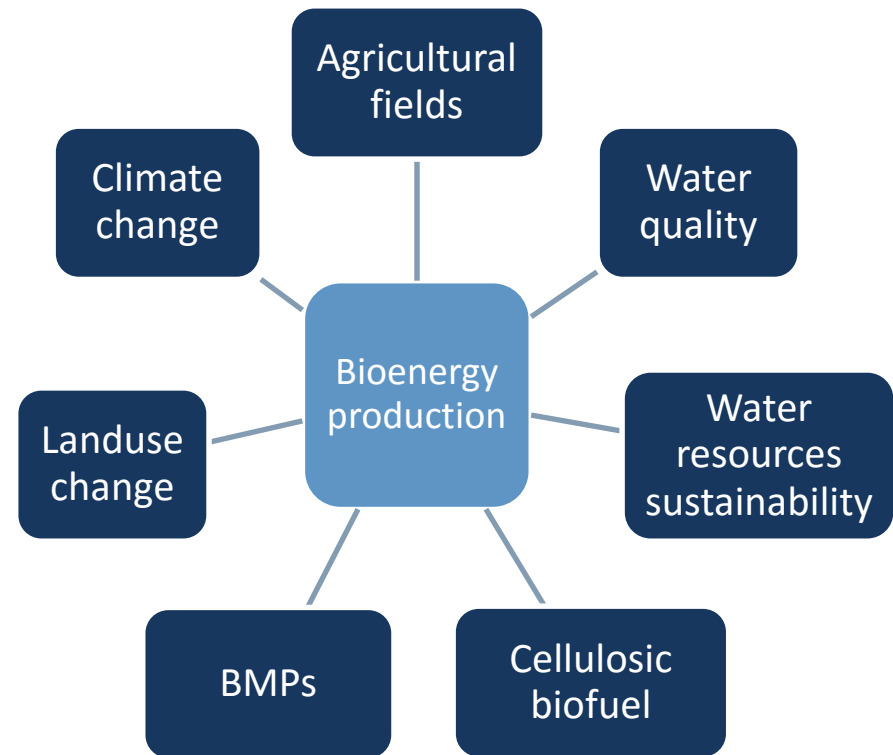 Agricultural
fields
Climate
change
Water
quality
Bioenergy
production
Landuse
change
Water
resources
sustainability
BMPs
Cellulosic
biofuel